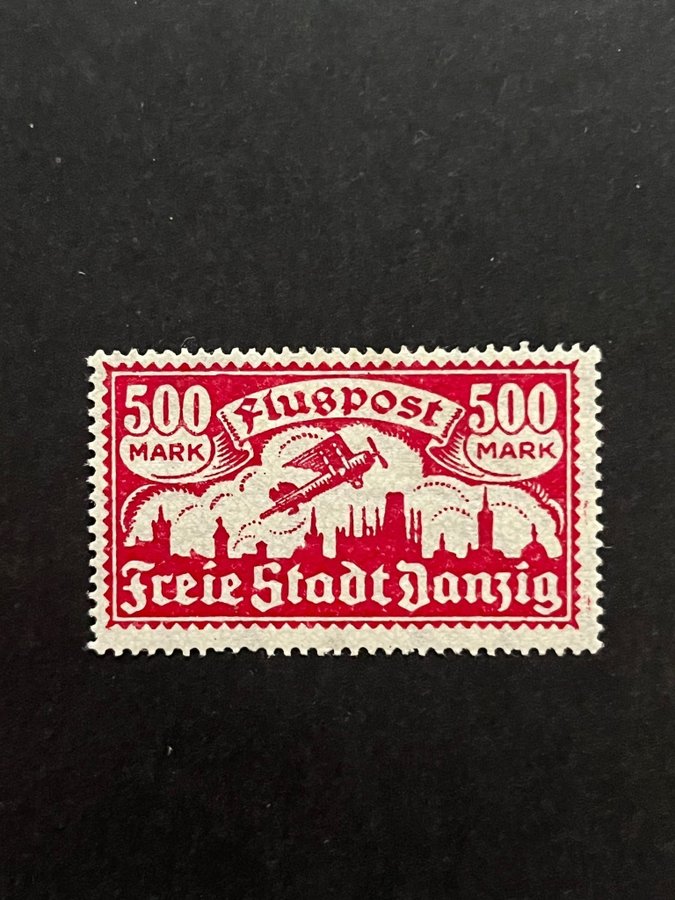 500 Flugpost 500
MARK MARK
Freie Stadt Danzig